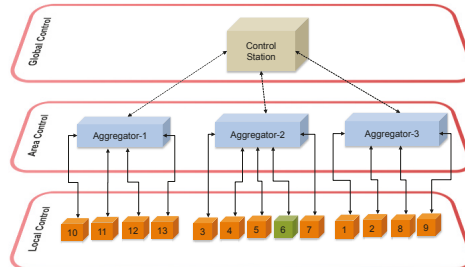 Global Control
Control
Station
Area Control
Aggregator-1
Aggregator-2
Aggregator-3
Local Control
10
11
12
13
3
4
5
6
7
1
2
8
9